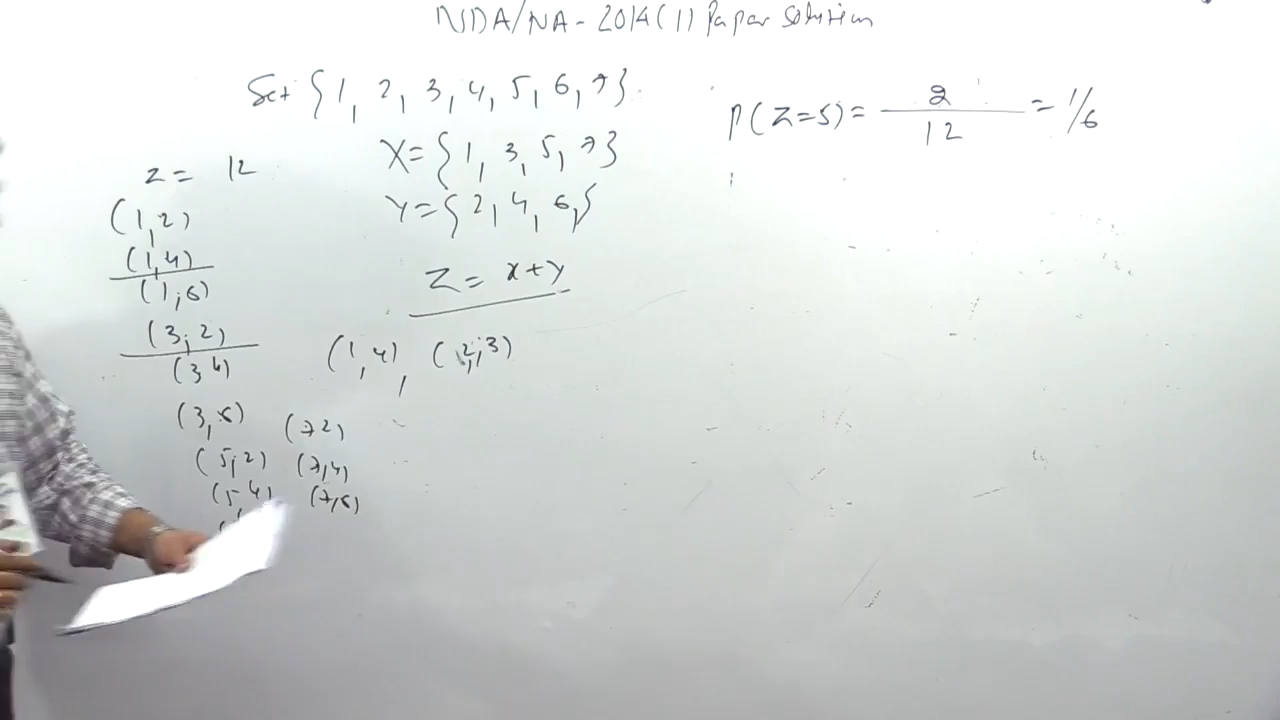 NDA/NA - 2014 (1) Paper Solution
Set {1, 2, 3, 4, 5, 6, 7}
X = {1, 3, 5, 7}
Y = {2, 4, 6,}
Z = x+y
(1,4), (2,3)
Z = 12
(1,2)
(1,4)
(1,6)
(3,2)
(3 4)
(3,6)
(5,2)
(5 4)
(7 2)
(7,4)
(7,6)
P(Z=5) = 2/12 = 1/6